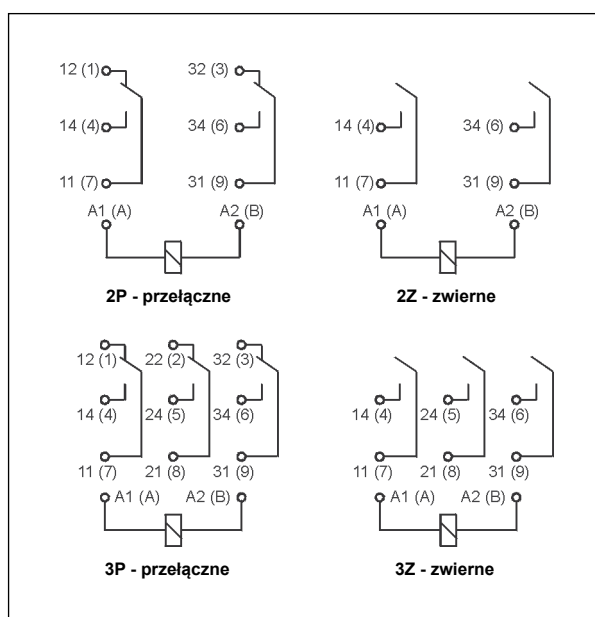 12 (1) 32 (3)
14 (4) 34 (6) 14 (4) 34 (6)
11 (7) 31 (9) 11 (7) 31 (9)
A1 (A) A2 (B) A1 (A) A2 (B)
2P - przełączne 2Z - zwierne
12 (1) 22 (2) 32 (3)
14 (4) 24 (5) 34 (6) 14 (4) 24 (5) 34 (6)
11 (7) 21 (8) 31 (9) 11 (7) 21 (8) 31 (9)
A1 (A) A2 (B) A1 (A) A2 (B)
3P - przełączne 3Z - zwierne